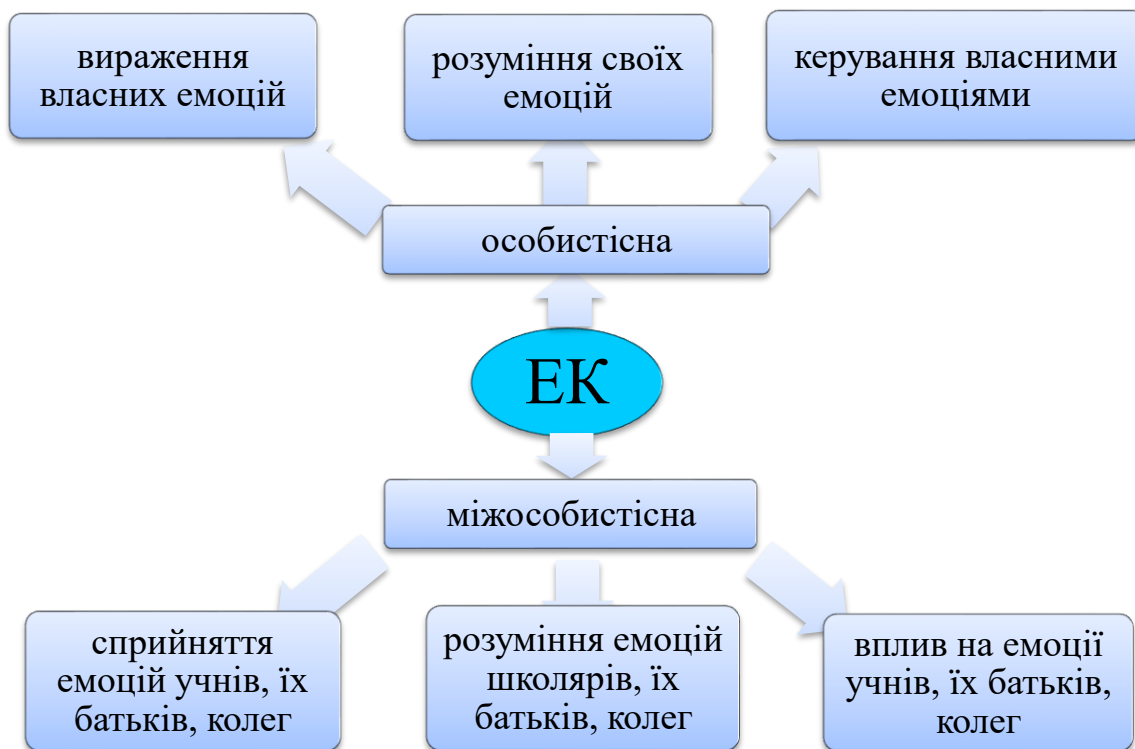 вираження
власних емоцій
розуміння своїх
емоцій
керування власними
емоціями
особистісна
ЕК
міжособистісна
сприйняття
емоцій учнів, їх
батьків, колег
розуміння емоцій
школярів, їх
батьків, колег
вплив на емоції
учнів, їх батьків,
колег